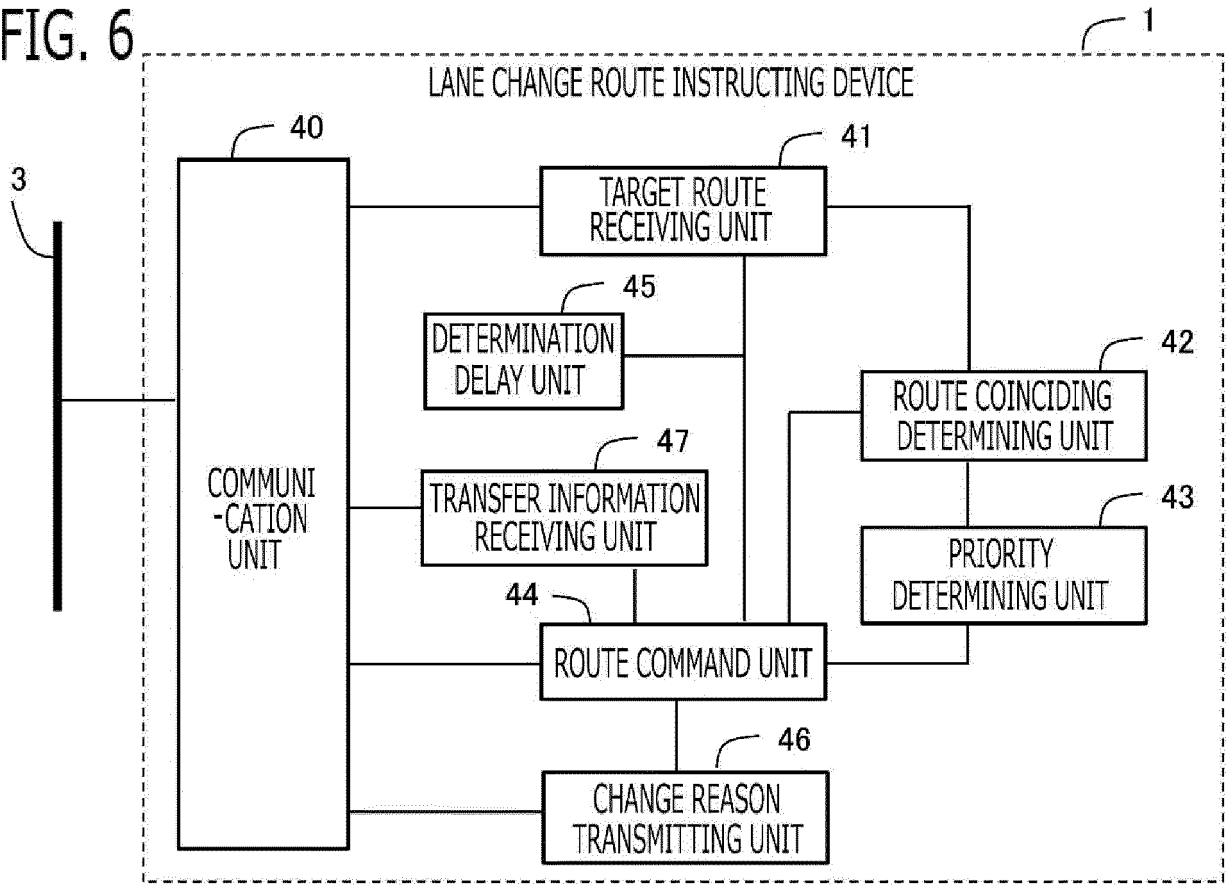 FIG. 6
1
LANE CHANGE ROUTE INSTRUCTING DEVICE
40
41
3
TARGET ROUTE
RECEIVING UNIT
45
DETERMINATION
DELAY UNIT
42
ROUTE COINCIDING
DETERMINING UNIT
47
TRANSFER INFORMATION
RECEIVING UNIT
COMMUNI
-CATION
UNIT
43
PRIORITY
DETERMINING UNIT
44
ROUTE COMMAND UNIT
46
CHANGE REASON
TRANSMITTING UNIT